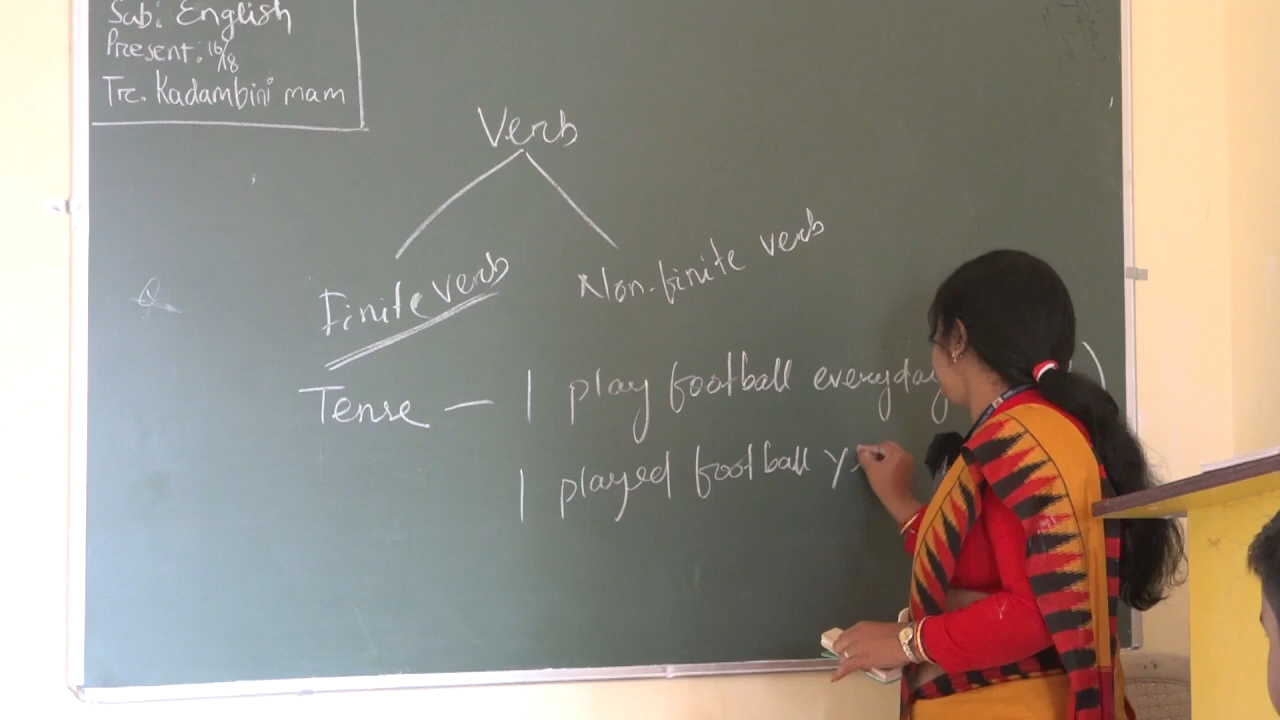 Sub: English
Present: 16/18
Tr. Kadambini mam
Verb
Finite verb
Non-finite verb
Tense — I play football everyday )
I played football y